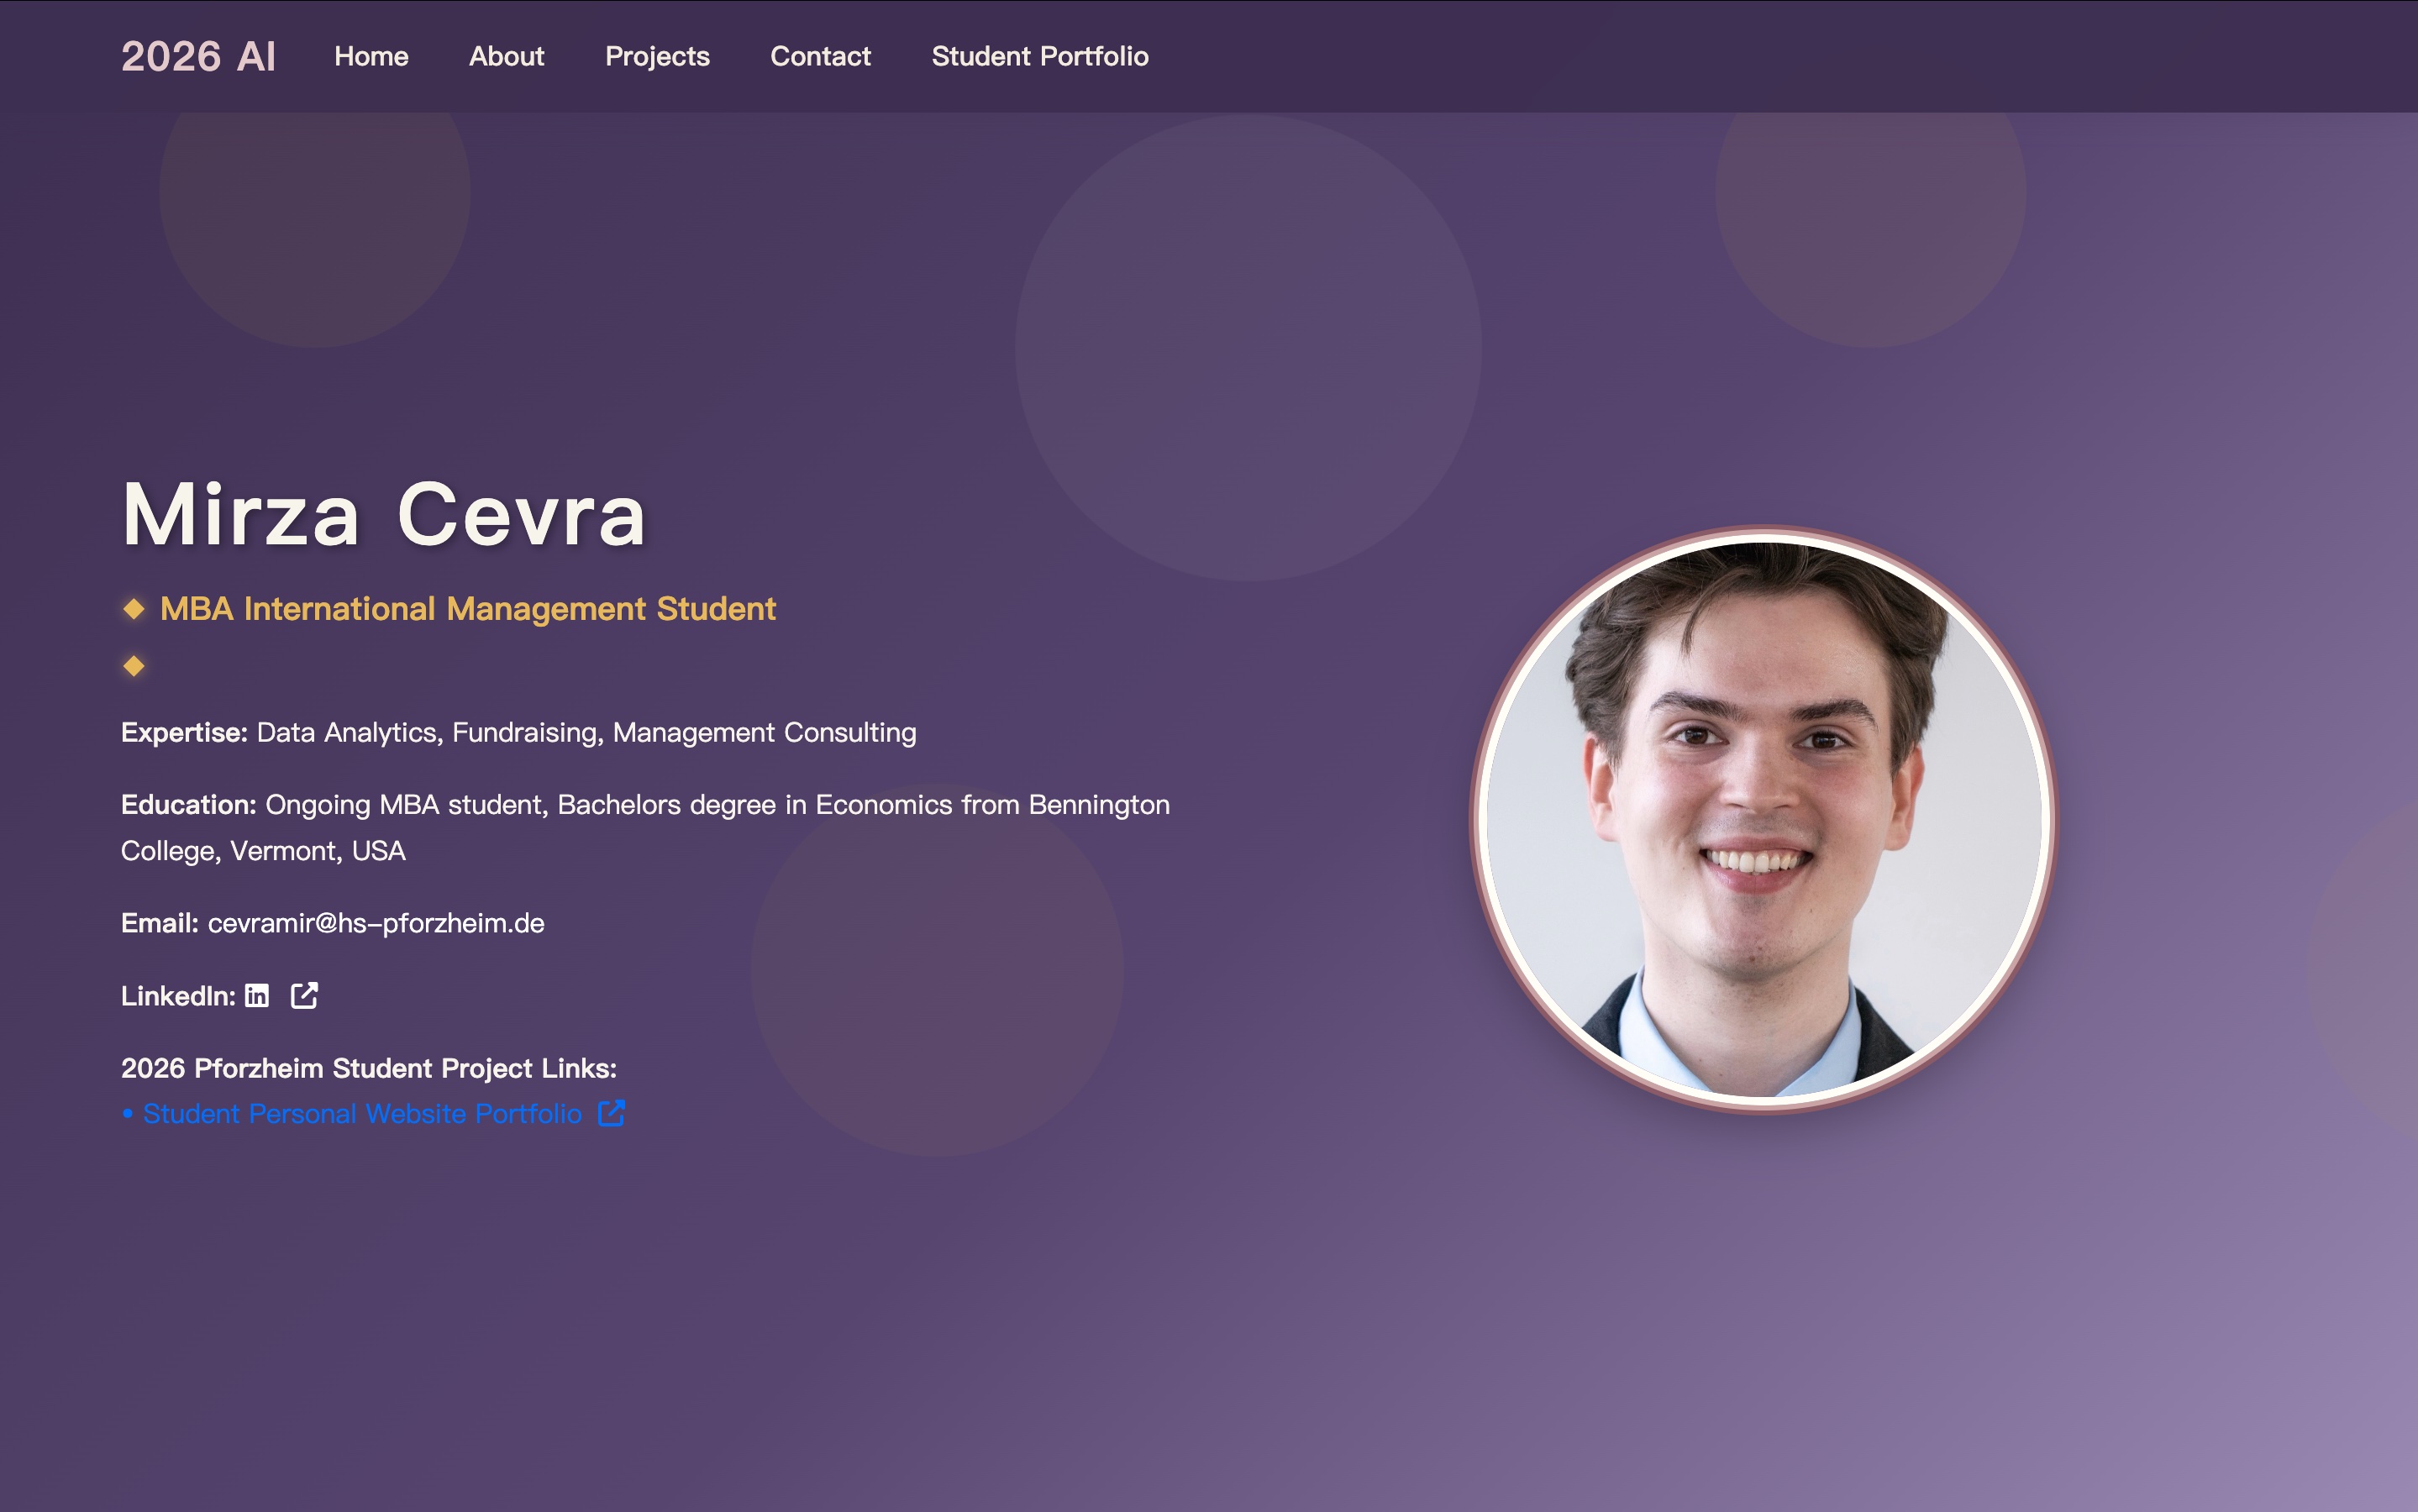 2026 AI Home About Projects Contact Student Portfolio
Mirza Cevra
◆ MBA International Management Student
◆
Expertise: Data Analytics, Fundraising, Management Consulting
Education: Ongoing MBA student, Bachelors degree in Economics from Bennington
College, Vermont, USA
Email: cevramir@hs-pforzheim.de
LinkedIn: in
2026 Pforzheim Student Project Links:
• Student Personal Website Portfolio